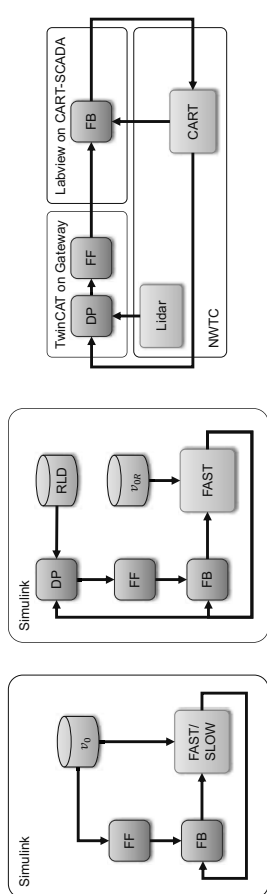 Labview on CART-SCADA
FB
CART
TwinCAT on Gateway
FF
DP
Lidar
NWTC
Simulink
RLD
v0R
DP
FF
FB
FAST
Simulink
v0
FF
FB
FAST/
SLOW